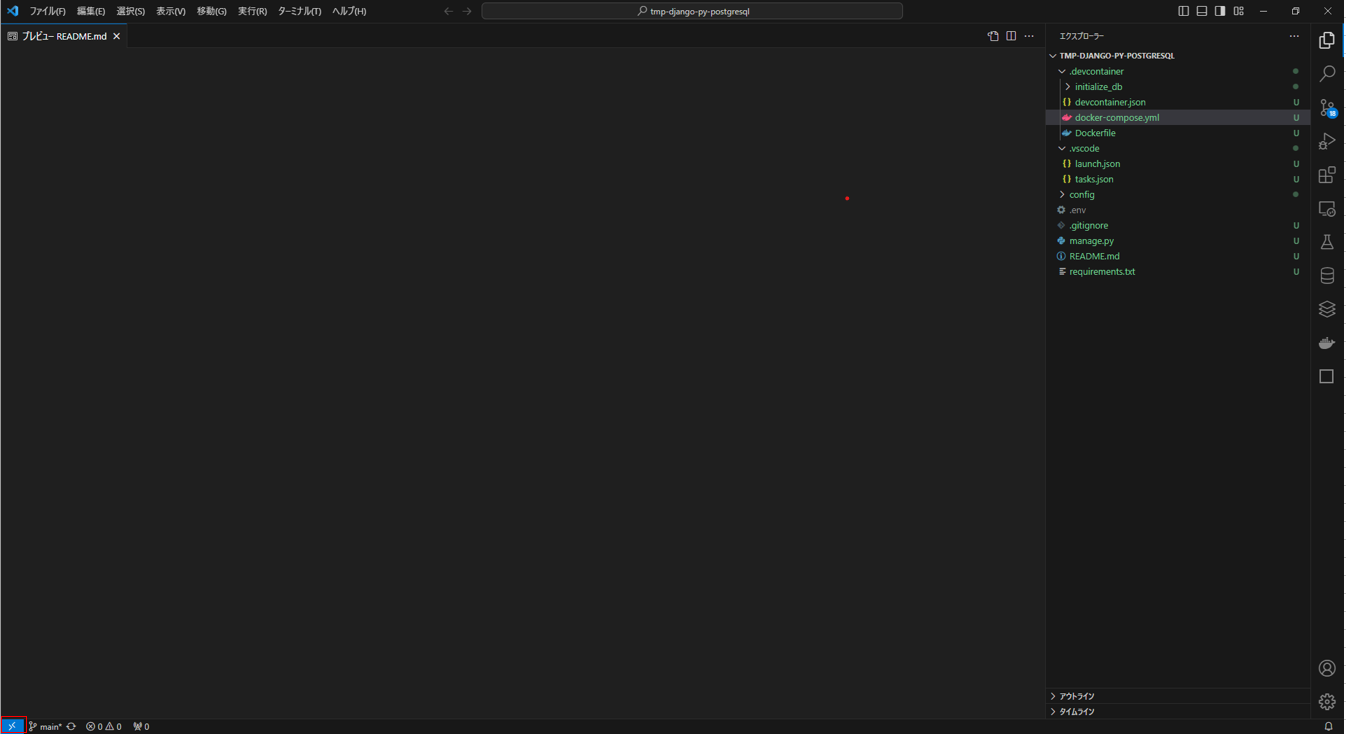 ファイル(F) 編集(E) 選択(S) 表示(V) 移動(G) 実行(R) ターミナル(T) ヘルプ(H) tmp-django-py-postgresql
プレビュー README.md
エクスプローラー
TMP-DJANGO-PY-POSTGRESQL
.devcontainer
initialize_db
devcontainer.json U
docker-compose.yml U
Dockerfile U
.vscode
launch.json U
tasks.json U
config
.env
.gitignore U
manage.py U
README.md U
requirements.txt U
18
アウトライン
タイムライン
main* 0 0 0